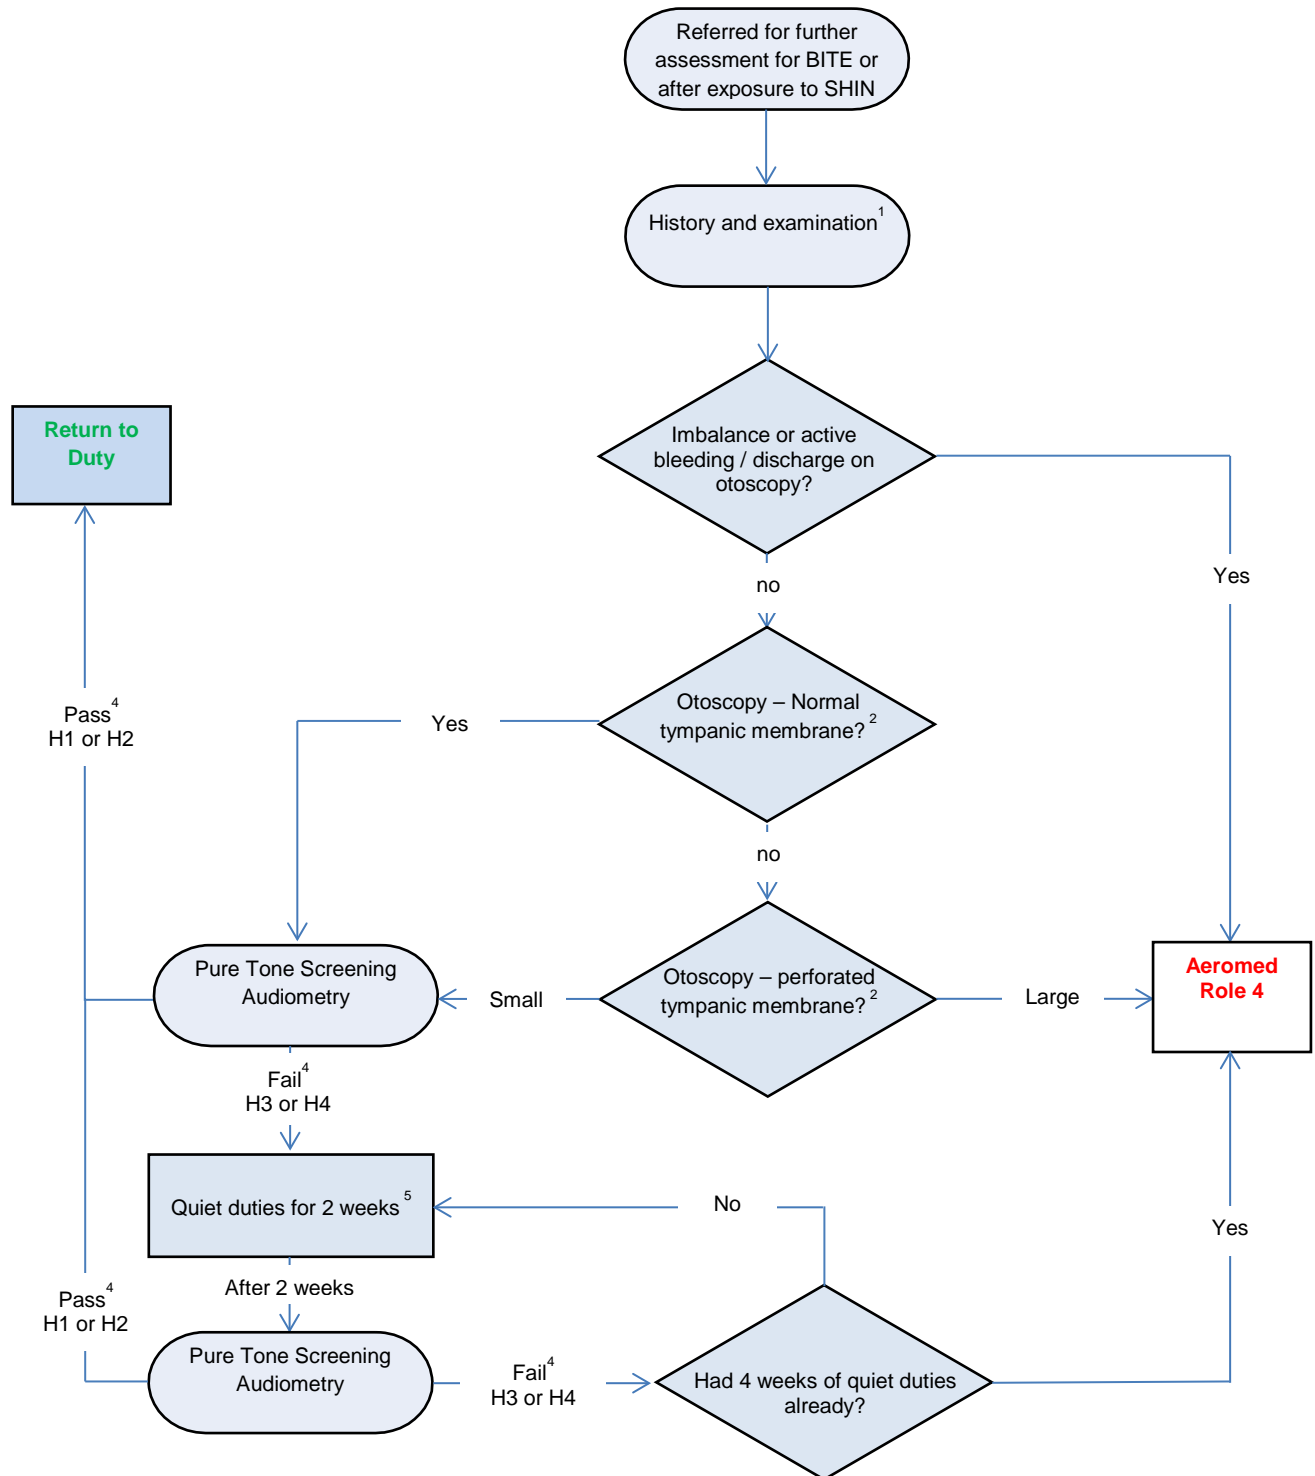 Referred for further
assessment for BITE or
after exposure to SHIN
History and examination1
Imbalance or active
bleeding / discharge on
otoscopy?
Return to
Duty
Yes
no
Otoscopy – Normal
tympanic membrane? 2
Yes
Pass4
H1 or H2
no
Pure Tone Screening
Audiometry
Small
Otoscopy – perforated
tympanic membrane? 2
Large
Aeromed
Role 4
Fail4
H3 or H4
Quiet duties for 2 weeks 5
No
Yes
After 2 weeks
Pass4
H1 or H2
Pure Tone Screening
Audiometry
Fail4
H3 or H4
Had 4 weeks of quiet duties
already?